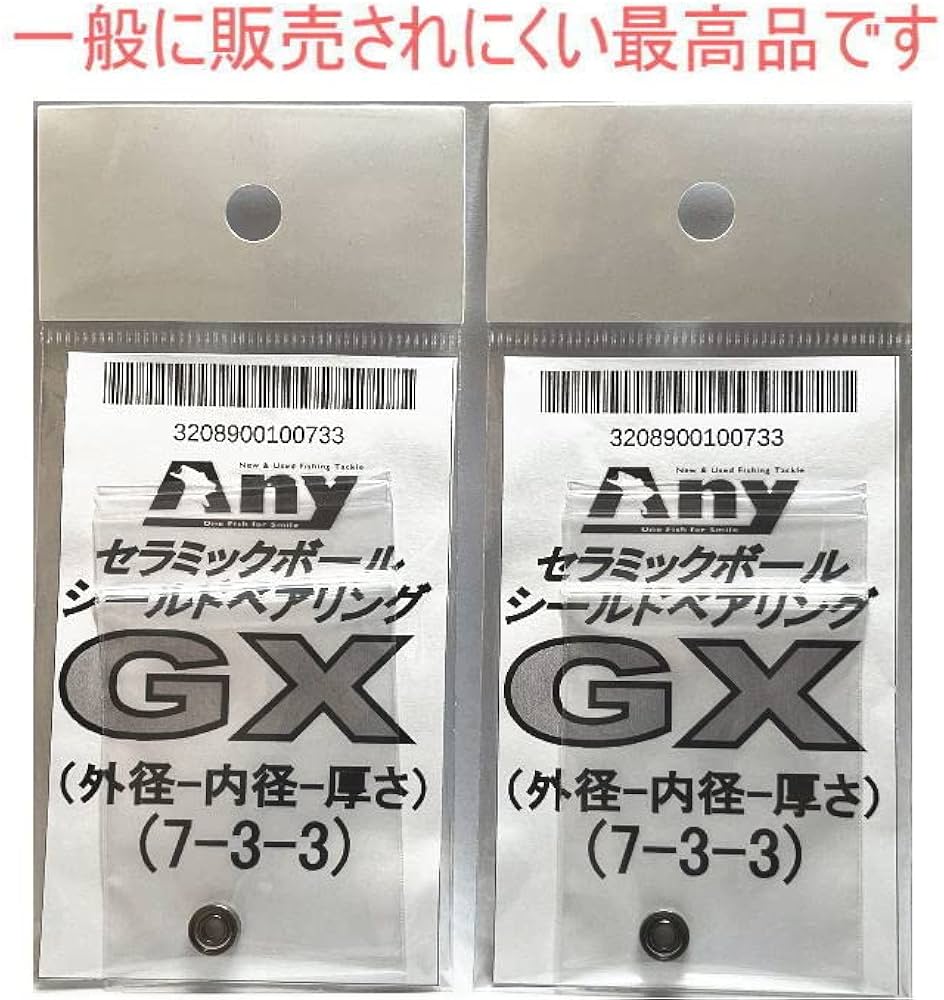 一般に販売されにくい最高品です
3208900100733
New & Used Fishing Tackle
Any
One Fish for Smile
セラミックボール
シールドベアリング
GX
(外径-内径-厚さ)
(7-3-3)
3208900100733
New & Used Fishing Tackle
Any
One Fish for Smile
セラミックボール
シールドベアリング
GX
(外径-内径-厚さ)
(7-3-3)